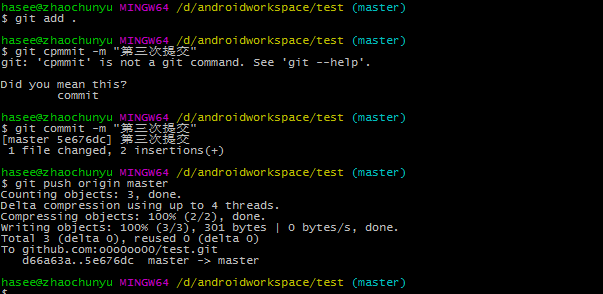 hasee@zhaochunyu MINGW64 /d/androidworkspace/test (master)
$ git add .
hasee@zhaochunyu MINGW64 /d/androidworkspace/test (master)
$ git cpmmit -m "第三次提交"
git: 'cpmmit' is not a git command. See 'git --help'.
Did you mean this?
commit
hasee@zhaochunyu MINGW64 /d/androidworkspace/test (master)
$ git commit -m "第三次提交"
[master 5e676dc] 第三次提交
1 file changed, 2 insertions(+)
hasee@zhaochunyu MINGW64 /d/androidworkspace/test (master)
$ git push origin master
Counting objects: 3, done.
Delta compression using up to 4 threads.
Compressing objects: 100% (2/2), done.
Writing objects: 100% (3/3), 301 bytes | 0 bytes/s, done.
Total 3 (delta 0), reused 0 (delta 0)
To github.com:oOoOoo00/test.git
d66a63a..5e676dc  master -> master
hasee@zhaochunyu MINGW64 /d/androidworkspace/test (master)
$